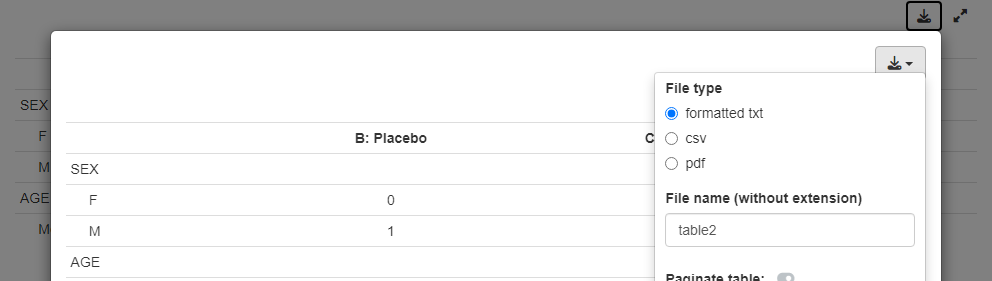 File type
SEX
formatted txt
F
B: Placebo
C
csv
M
SEX
pdf
AGE
F
0
File name (without extension)
M
M
1
table2
AGE
Paginate table: